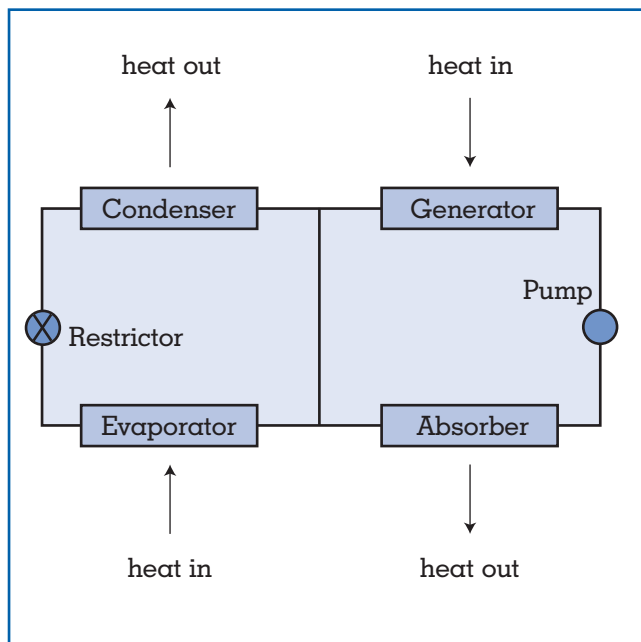 heat out
heat in
Condenser
Generator
Pump
Restrictor
Evaporator
Absorber
heat in
heat out